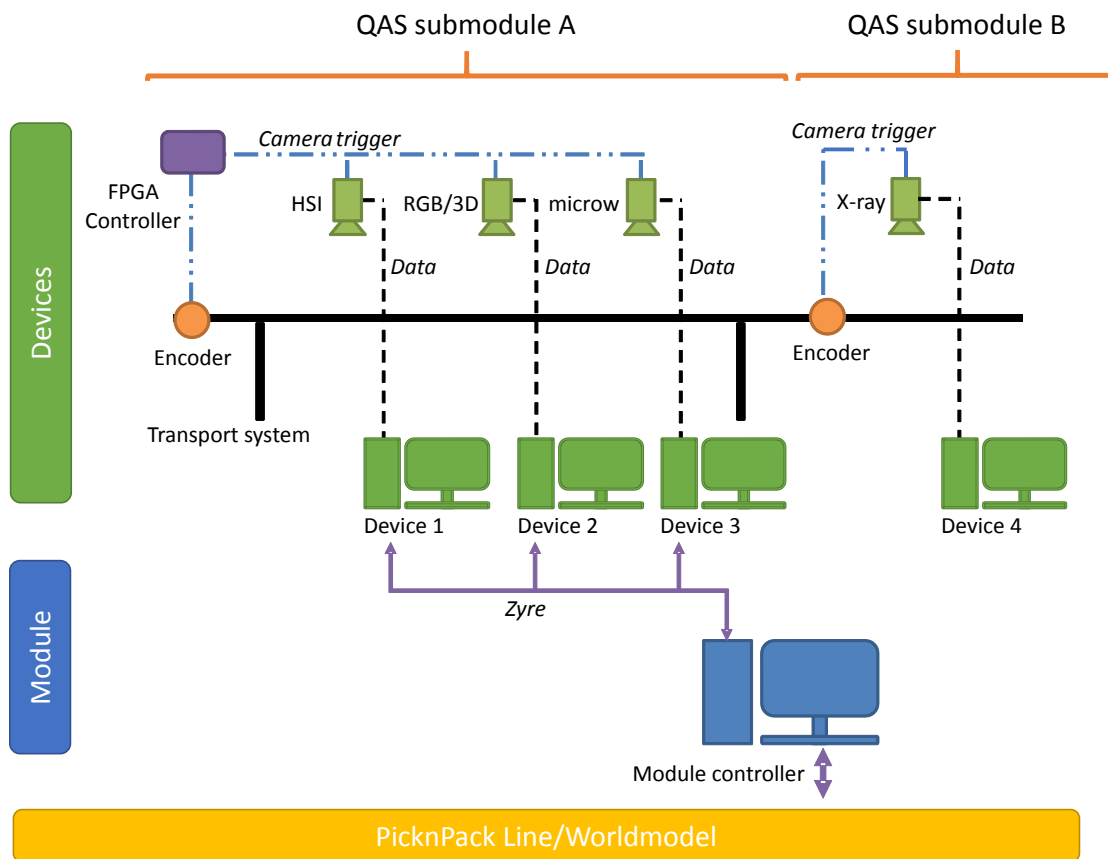 QAS submodule A
QAS submodule B
Devices
Camera trigger
Camera trigger
FPGA
Controller
HSI
RGB/3D
microw
X-ray
Data
Data
Data
Data
Encoder
Encoder
Transport system
Device 1
Device 2
Device 3
Device 4
Module
Zyre
Module controller
PicknPack Line/Worldmodel